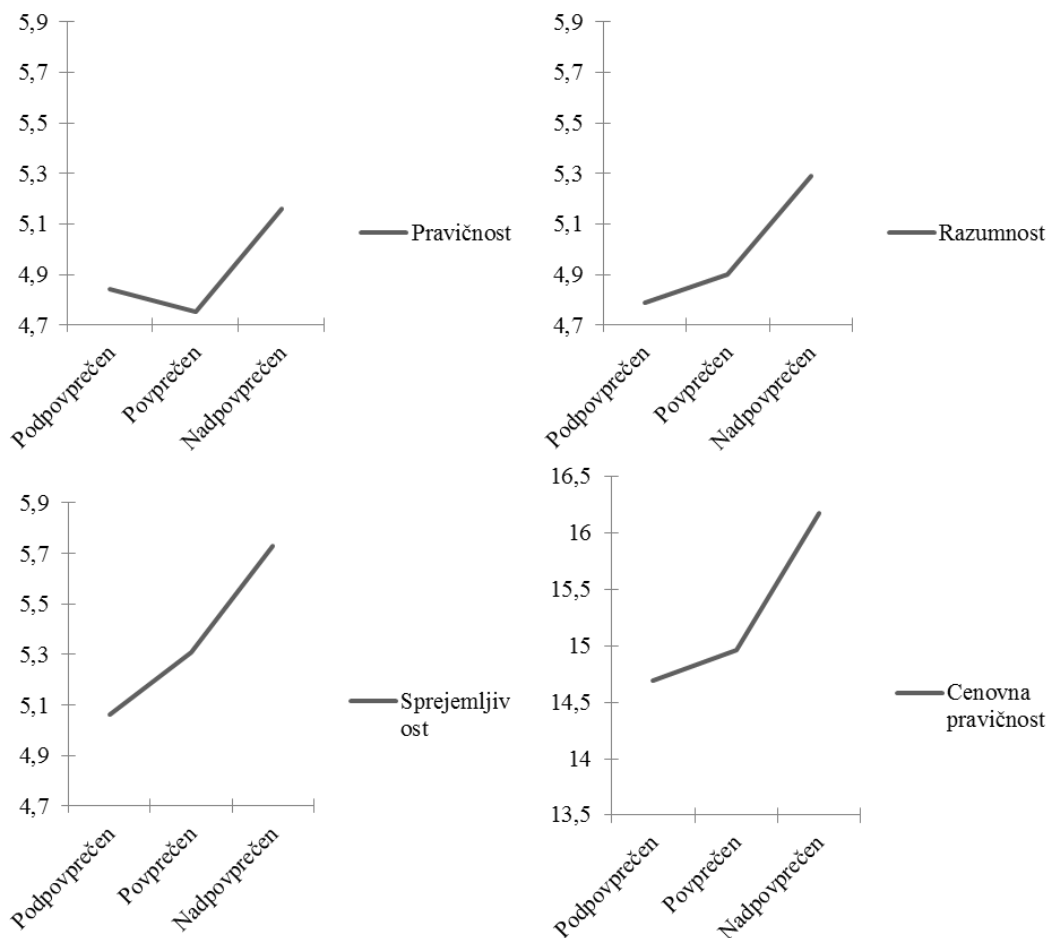 5,9
5,7
5,5
5,3
5,1
4,9
4,7
Podpovprečen
Povprečen
Nadpovprečen
Pravičnost
5,9
5,7
5,5
5,3
5,1
4,9
4,7
Podpovprečen
Povprečen
Nadpovprečen
Razumnost
5,9
5,7
5,5
5,3
5,1
4,9
4,7
Podpovprečen
Povprečen
Nadpovprečen
Sprejemljiv
ost
16,5
16
15,5
15
14,5
14
13,5
Podpovprečen
Povprečen
Nadpovprečen
Cenovna
pravičnost